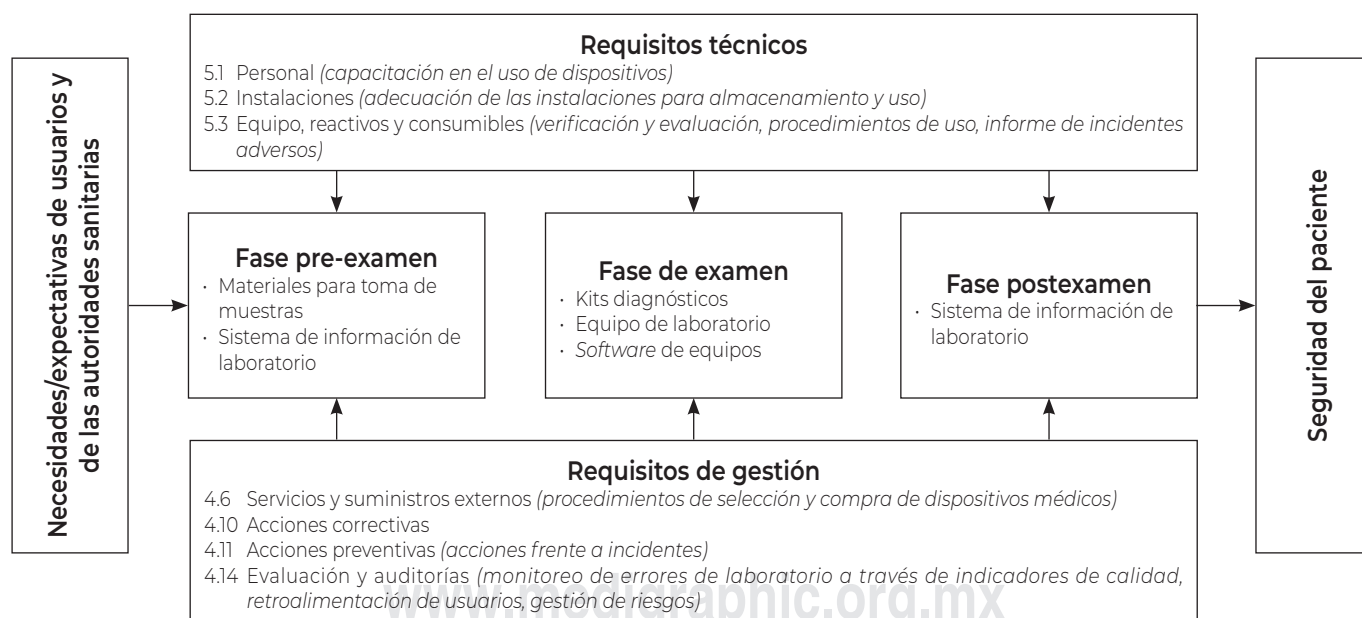 Necesidades/expectativas de usuarios y
de las autoridades sanitarias
Requisitos técnicos
5.1 Personal (capacitación en el uso de dispositivos)
5.2 Instalaciones (adecuación de las instalaciones para almacenamiento y uso)
5.3 Equipo, reactivos y consumibles (verificación y evaluación, procedimientos de uso, informe de incidentes
adversos)
Fase pre-examen
· Materiales para toma de
muestras
· Sistema de información de
laboratorio
Fase de examen
· Kits diagnósticos
· Equipo de laboratorio
· Software de equipos
Fase postexamen
· Sistema de información de
laboratorio
Requisitos de gestión
4.6 Servicios y suministros externos (procedimientos de selección y compra de dispositivos médicos)
4.10 Acciones correctivas
4.11 Acciones preventivas (acciones frente a incidentes)
4.14 Evaluación y auditorías (monitoreo de errores de laboratorio a través de indicadores de calidad,
retroalimentación de usuarios, gestión de riesgos)
www.medigraphic.org.mx
Seguridad del paciente